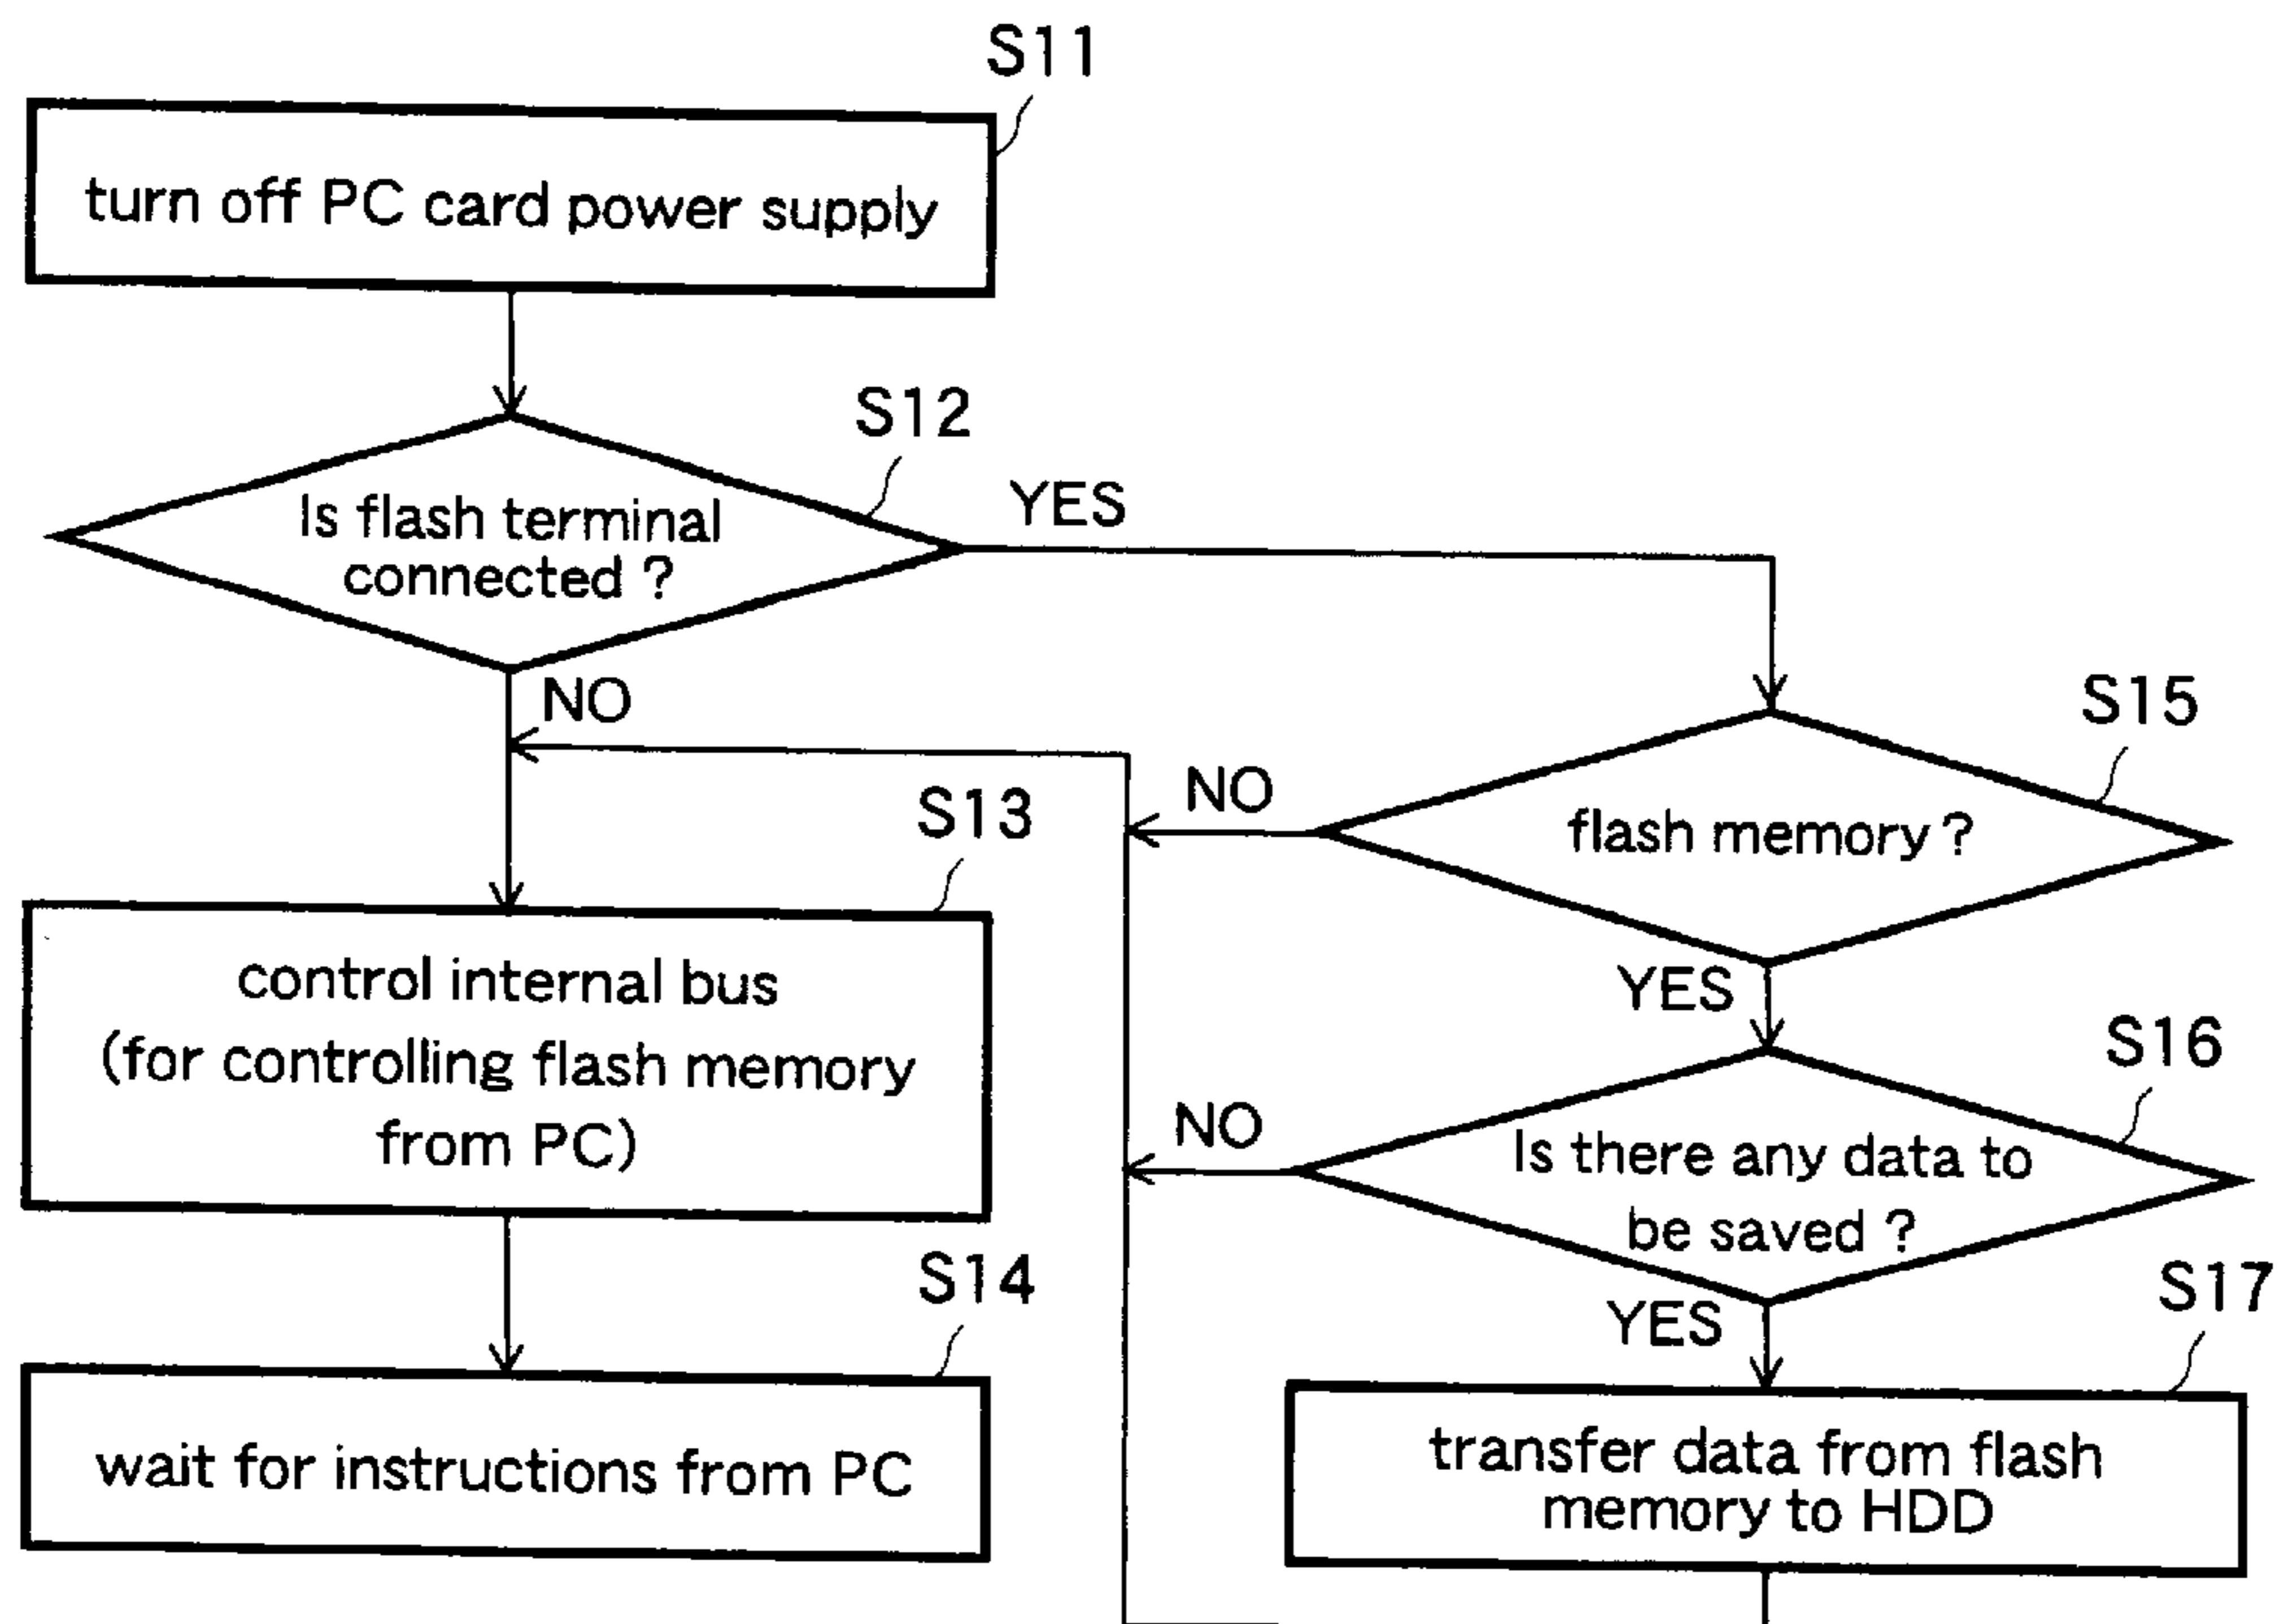 S11
turn off PC card power supply
S12
Is flash terminal
connected ?
YES
NO
S13
control internal bus
(for controlling flash memory
from PC)
S14
wait for instructions from PC
S15
flash memory ?
NO
YES
S16
Is there any data to
be saved ?
NO
YES
S17
transfer data from flash
memory to HDD